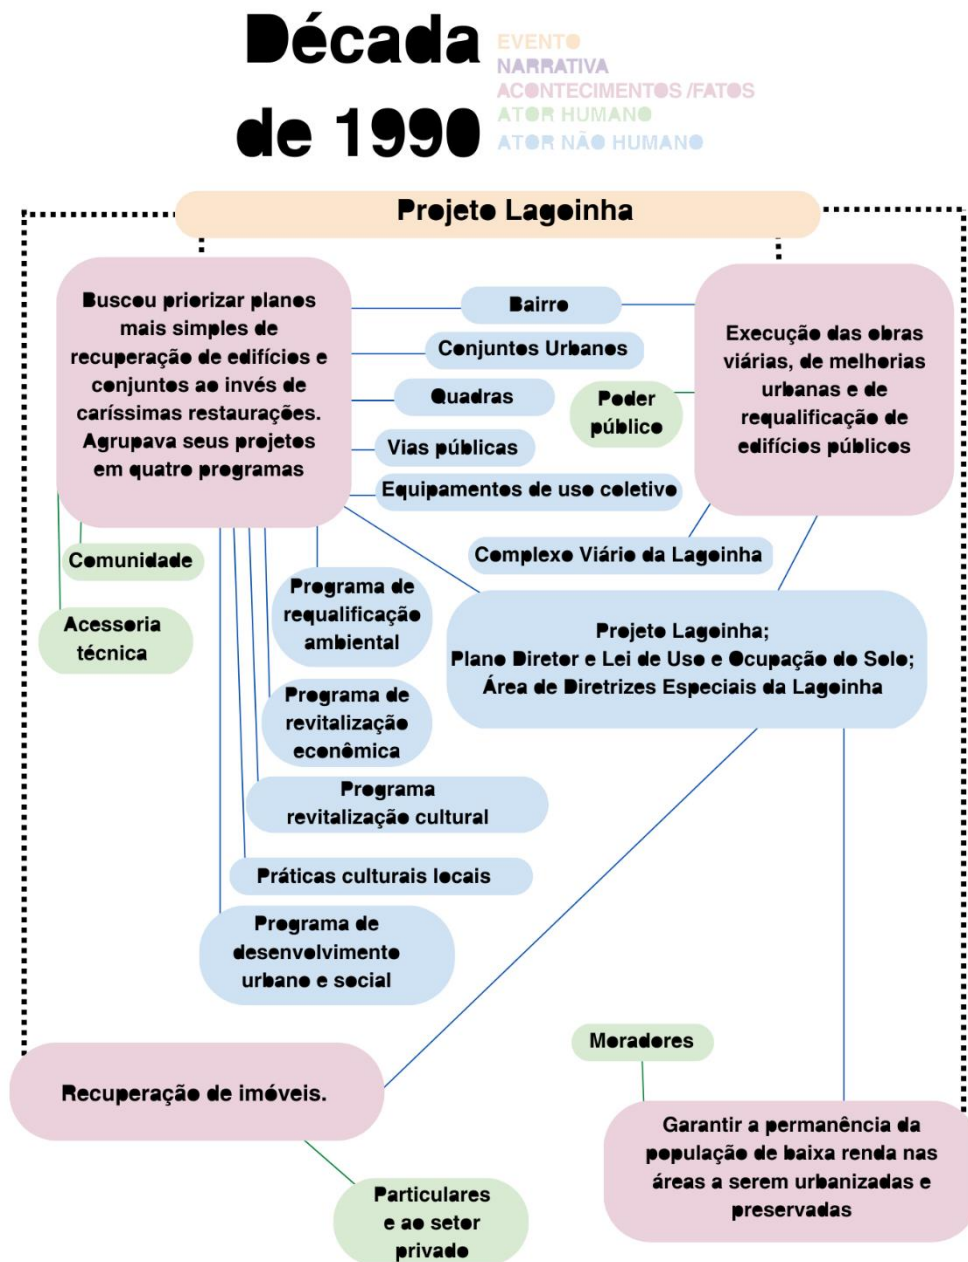 Década
de 1990
EVENTO
NARRATIVA
ACONTECIMENTOS /FATOS
ATOR HUMANO
ATOR NÃO HUMANO
Projeto Lagoinha
Buscou priorizar planos
mais simples de
recuperação de edifícios e
conjuntos ao invés de
caríssimas restaurações.
Agrupava seus projetos
em quatro programas
Bairro
Conjuntos Urbanos
Quadras
Vias públicas
Equipamentos de uso coletivo
Poder
público
Execução das obras
viárias, de melhorias
urbanas e de
requalificação de
edifícios públicos
Comunidade
Acessoria
técnica
Complexo Viário da Lagoinha
Programa de
requalificação
ambiental
Projeto Lagoinha;
Plano Diretor e Lei de Uso e Ocupação do Solo;
Área de Diretrizes Especiais da Lagoinha
Programa de
revitalização
econômica
Programa
revitalização cultural
Práticas culturais locais
Programa de
desenvolvimento
urbano e social
Moradores
Recuperação de imóveis.
Garantir a permanência da
população de baixa renda nas
áreas a serem urbanizadas e
preservadas
Particulares
e ao setor
privado